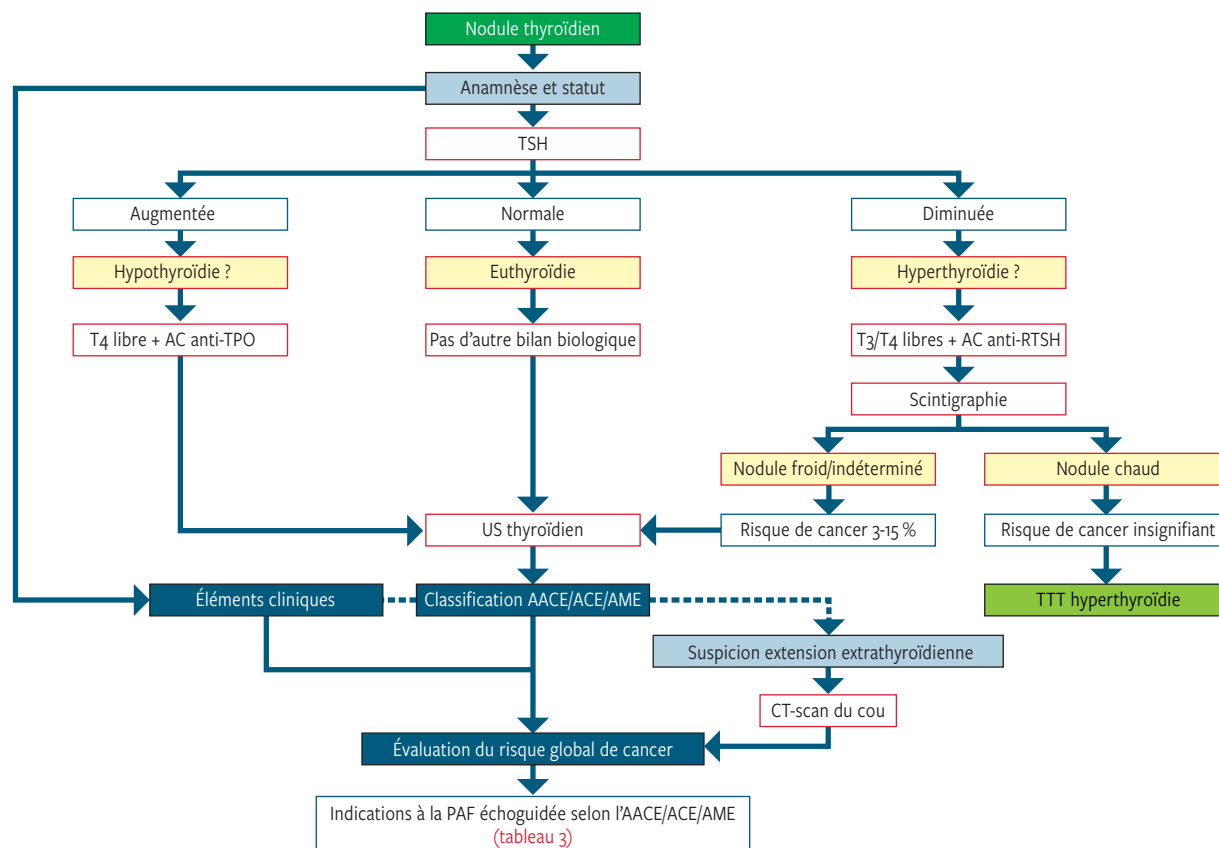 Nodule thyroïdien
Anamnèse et statut
TSH
Augmentée
Normale
Diminuée
Hypothyroïdie ?
Euthyroïdie
Hyperthyroïdie ?
T4 libre + AC anti-TPO
Pas d'autre bilan biologique
T3/T4 libres + AC anti-RTSH
Scintigraphie
Nodule froid/indéterminé
Nodule chaud
US thyroïdien
Risque de cancer 3-15 %
Risque de cancer insignifiant
Éléments cliniques
Classification AACE/ACE/AME
TTT hyperthyroïdie
Suspicion extension extrathyroïdienne
CT-scan du cou
Évaluation du risque global de cancer
Indications à la PAF échoguidée selon l'AACE/ACE/AME
(tableau 3)